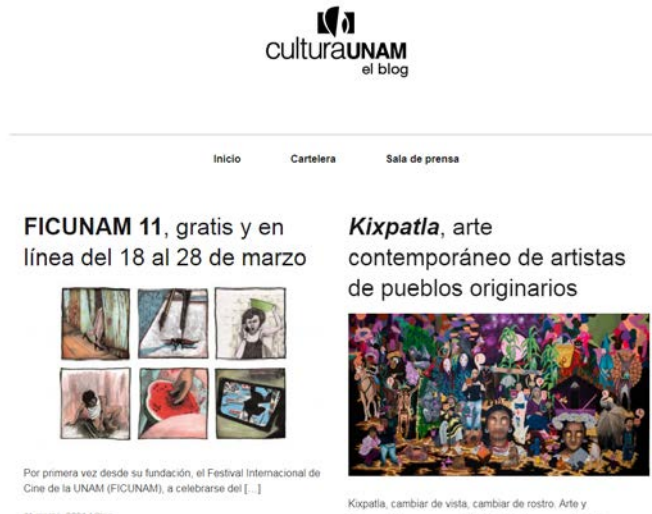 culturaUNAM
el blog
Inicio Cartelera Sala de prensa
FICUNAM 11, gratis y en
línea del 18 al 28 de marzo
Por primera vez desde su fundación, el Festival Internacional de
Cine de la UNAM (FICUNAM), a celebrarse del [...]
Kixpatla, arte
contemporáneo de artistas
de pueblos originarios
Kixpatla, cambiar de vista, cambiar de rostro. Arte y